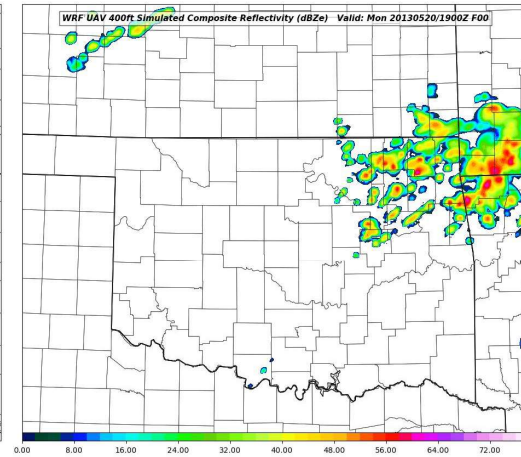 WRF UAV 400ft Simulated Composite Reflectivity (dBZe) Valid: Mon 20130520/1900Z F00
0.00 8.00 16.00 24.00 32.00 40.00 48.00 56.00 64.00 72.00